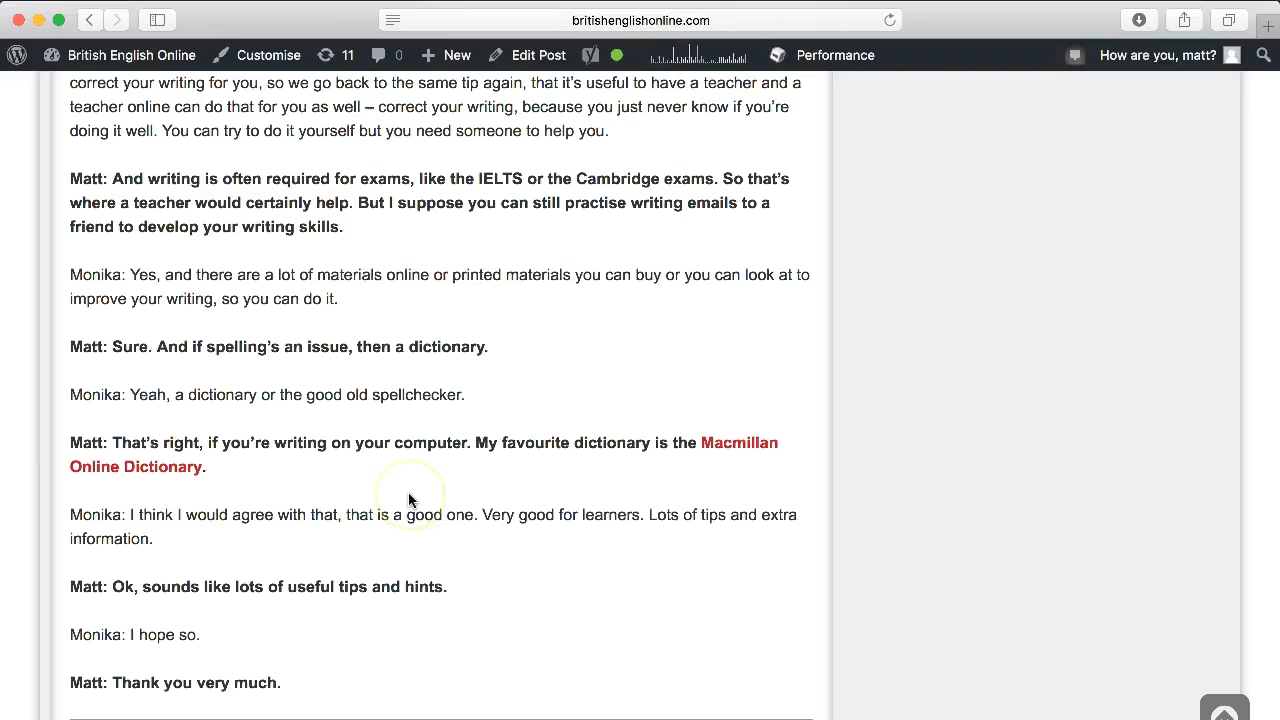 britishenglishonline.com
British English Online Customise 11 0 New Edit Post Performance How are you, matt?
correct your writing for you, so we go back to the same tip again, that it's useful to have a teacher and a
teacher online can do that for you as well – correct your writing, because you just never know if you're
doing it well. You can try to do it yourself but you need someone to help you.
Matt: And writing is often required for exams, like the IELTS or the Cambridge exams. So that's
where a teacher would certainly help. But I suppose you can still practise writing emails to a
friend to develop your writing skills.
Monika: Yes, and there are a lot of materials online or printed materials you can buy or you can look at to
improve your writing, so you can do it.
Matt: Sure. And if spelling's an issue, then a dictionary.
Monika: Yeah, a dictionary or the good old spellchecker.
Matt: That's right, if you're writing on your computer. My favourite dictionary is the Macmillan
Online Dictionary.
Monika: I think I would agree with that, that is a good one. Very good for learners. Lots of tips and extra
information.
Matt: Ok, sounds like lots of useful tips and hints.
Monika: I hope so.
Matt: Thank you very much.